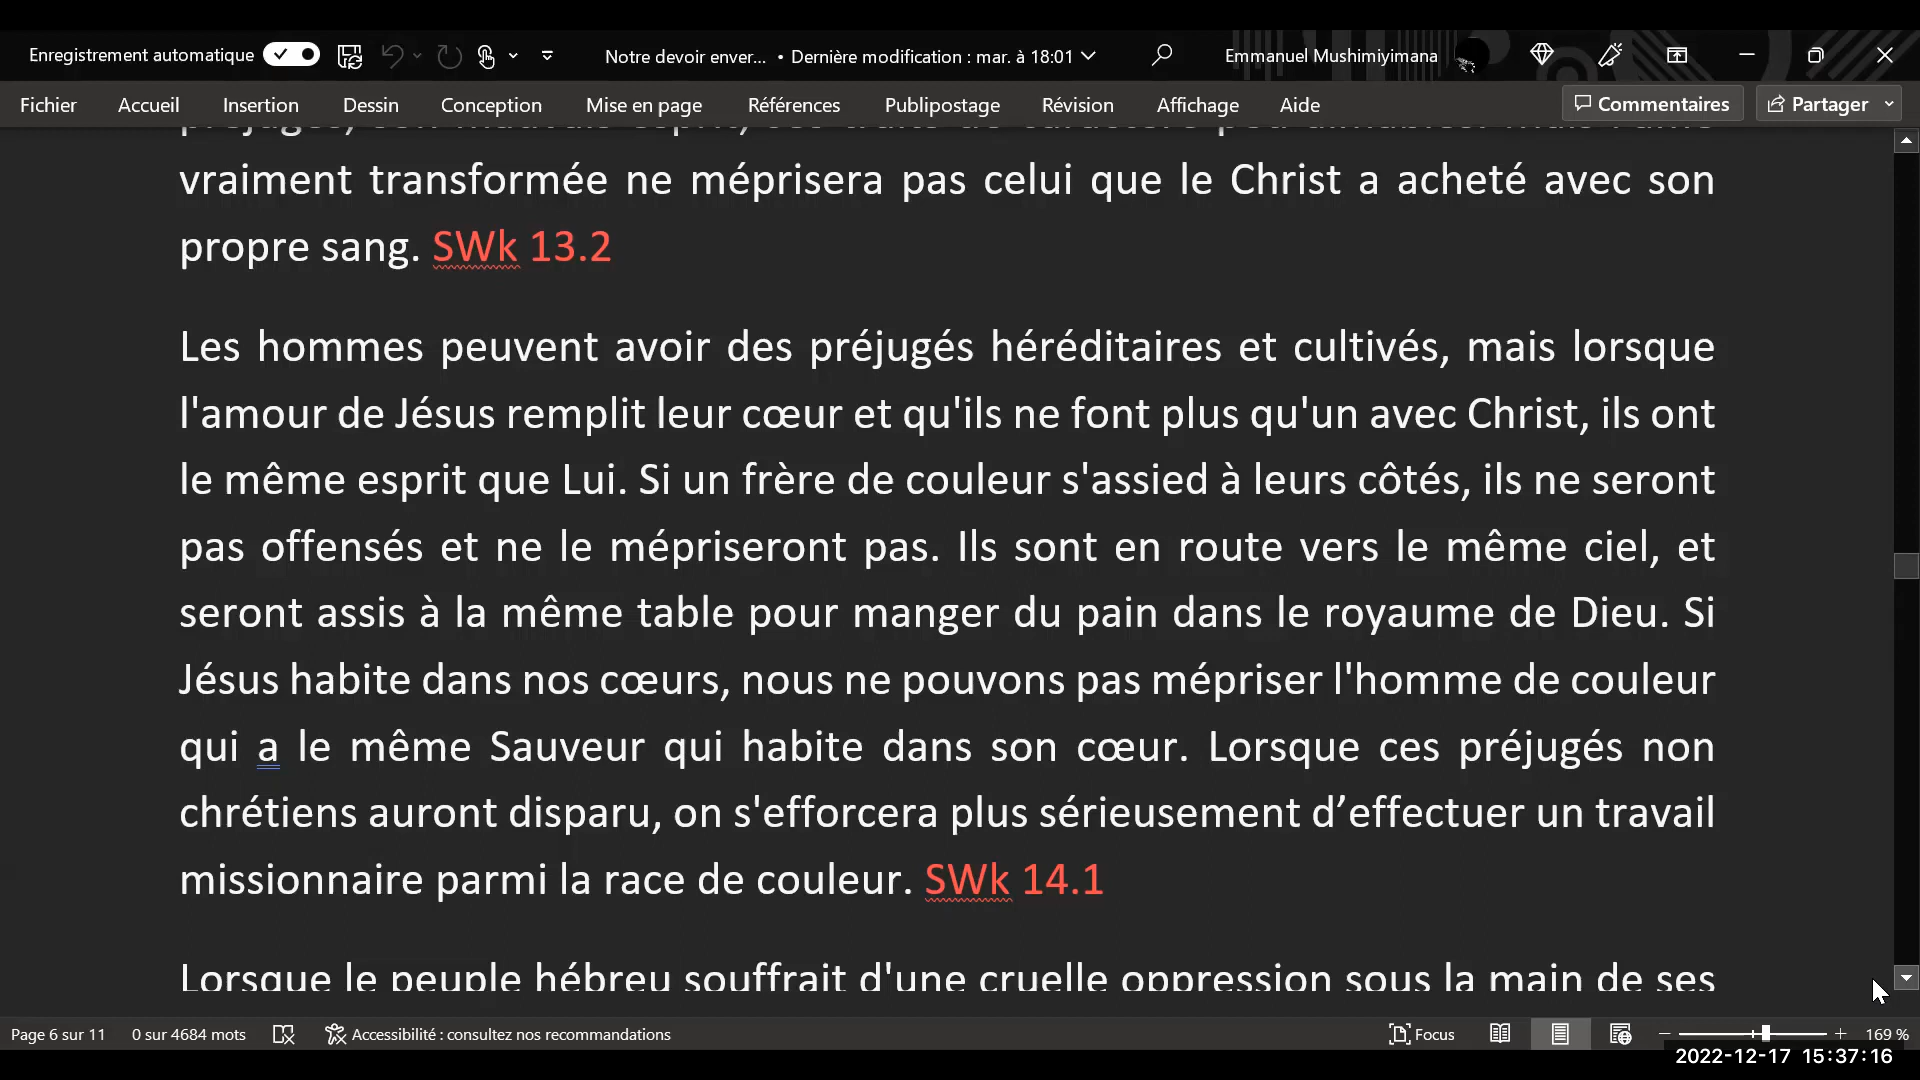 Enregistrement automatique
Notre devoir enver... • Dernière modification : mar. à 18:01
Emmanuel Mushimiyimana
Fichier Accueil Insertion Dessin Conception Mise en page Références Publipostage Révision Affichage Aide Commentaires Partager
vraiment transformée ne méprisera pas celui que le Christ a acheté avec son
propre sang. SWk 13.2
Les hommes peuvent avoir des préjugés héréditaires et cultivés, mais lorsque
l'amour de Jésus remplit leur cœur et qu'ils ne font plus qu'un avec Christ, ils ont
le même esprit que Lui. Si un frère de couleur s'assied à leurs côtés, ils ne seront
pas offensés et ne le mépriseront pas. Ils sont en route vers le même ciel, et
seront assis à la même table pour manger du pain dans le royaume de Dieu. Si
Jésus habite dans nos cœurs, nous ne pouvons pas mépriser l'homme de couleur
qui a le même Sauveur qui habite dans son cœur. Lorsque ces préjugés non
chrétiens auront disparu, on s'efforcera plus sérieusement d’effectuer un travail
missionnaire parmi la race de couleur. SWk 14.1
Lorsque le peuple hébreu souffrait d'une cruelle oppression sous la main de ses
Page 6 sur 11 0 sur 4684 mots Accessibilité : consultez nos recommandations Focus 169 %
2022-12-17 15:37:16